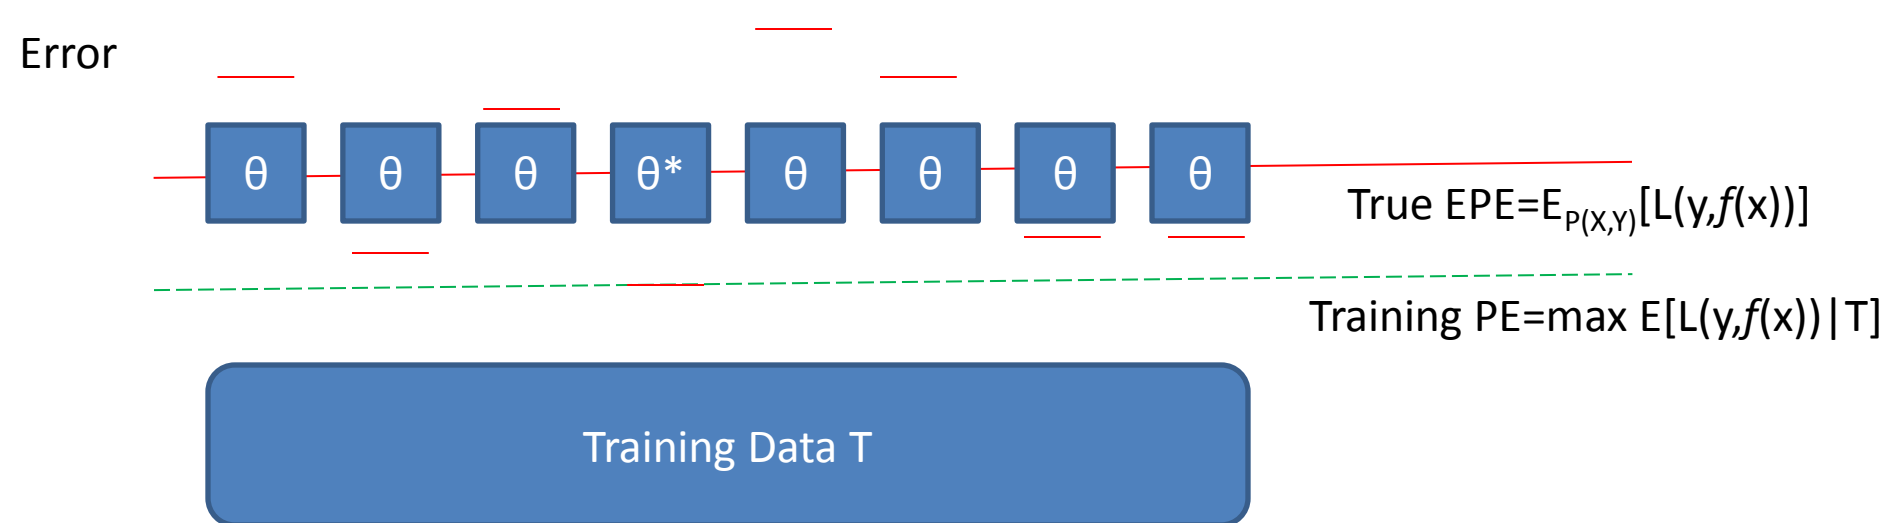 Error
θ θ θ θ* θ θ θ θ
True EPE=E_P(X,Y)[L(y,f(x))]
Training PE=max E[L(y,f(x))|T]
Training Data T